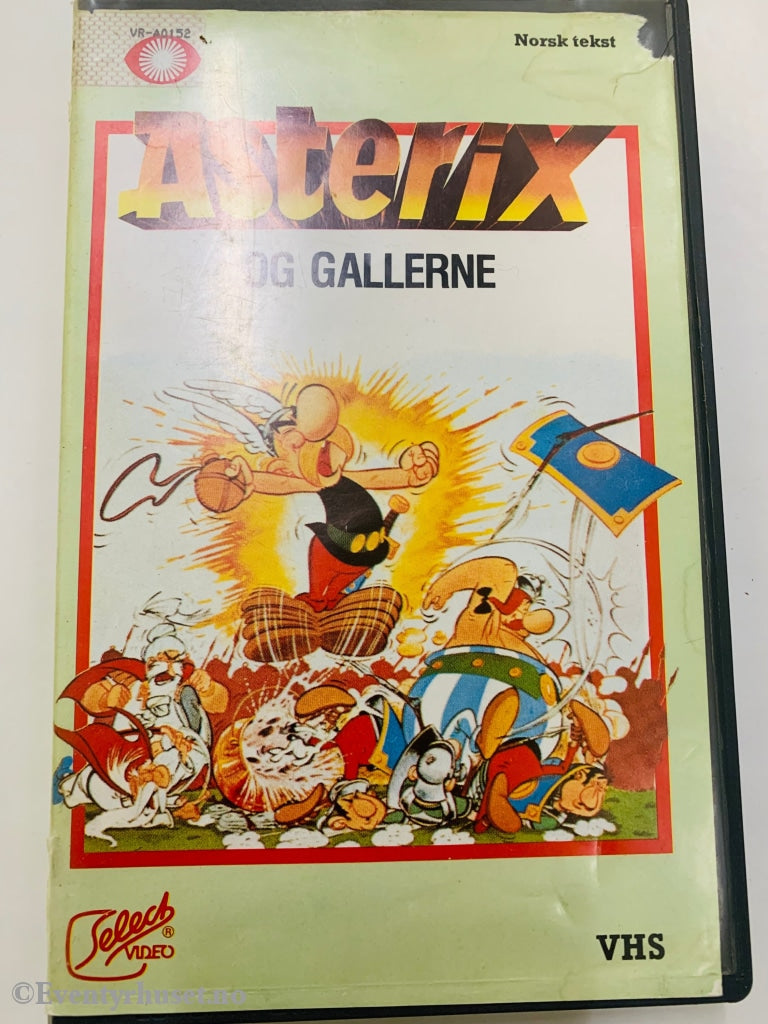 VR-A0152
Norsk tekst
Asterix
OG GALLERNE
Select
VIDEO
®
VHS
©Eventyrhuset.no